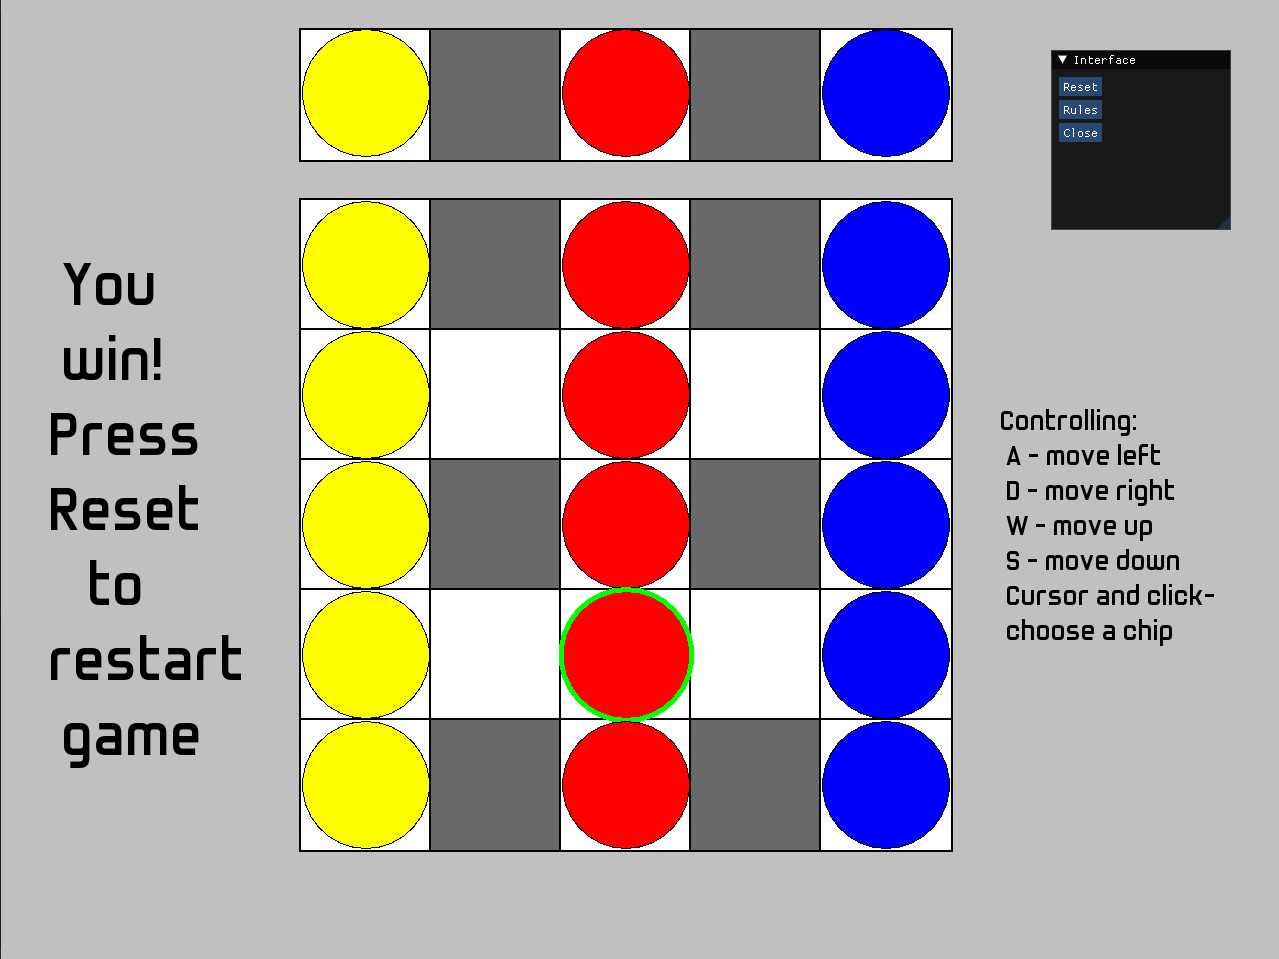 You
win!
Press
Reset
to
restart
game
Interface
Reset
Rules
Close
Controlling:
A - move left
D - move right
W - move up
S - move down
Cursor and click-
choose a chip